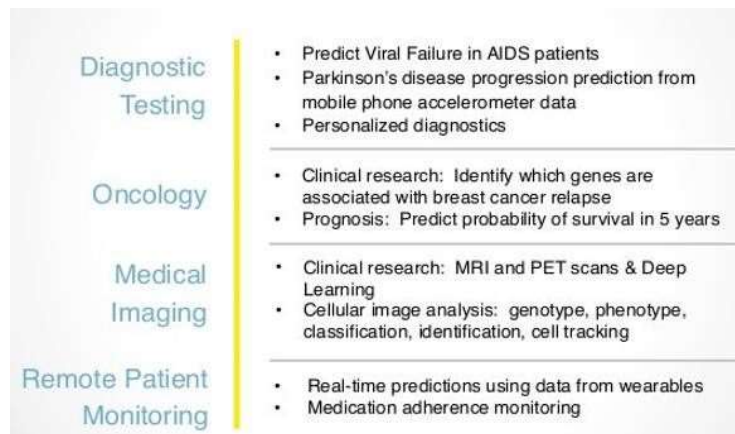 Diagnostic
Testing
• Predict Viral Failure in AIDS patients
• Parkinson's disease progression prediction from
mobile phone accelerometer data
• Personalized diagnostics
Oncology
• Clinical research: Identify which genes are
associated with breast cancer relapse
• Prognosis: Predict probability of survival in 5 years
Medical
Imaging
• Clinical research: MRI and PET scans & Deep
Learning
• Cellular image analysis: genotype, phenotype,
classification, identification, cell tracking
Remote Patient
Monitoring
• Real-time predictions using data from wearables
• Medication adherence monitoring